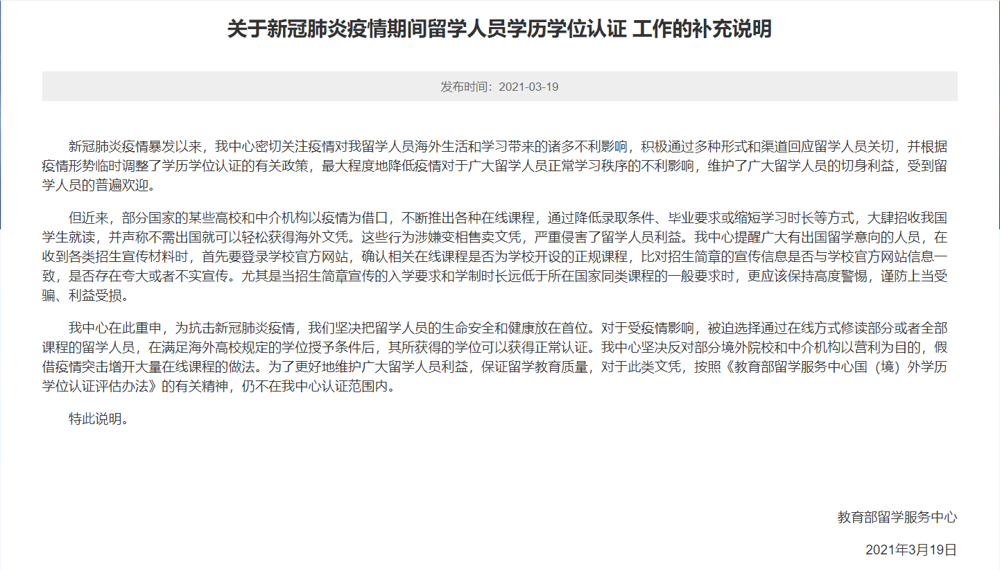 关于新冠肺炎疫情期间留学人员学历学位认证 工作的补充说明
发布时间：2021-03-19
新冠肺炎疫情暴发以来，我中心密切关注疫情对我留学人员海外生活和学习带来的诸多不利影响，积极通过多种形式和渠道回应留学人员关切，并根据
疫情形势临时调整了学历学位认证的有关政策，最大程度地降低疫情对于广大留学人员正常学习秩序的不利影响，维护了广大留学人员的切身利益，受到留
学人员的普遍欢迎。
但近来，部分国家的某些高校和中介机构以疫情为借口，不断推出各种在线课程，通过降低录取条件、毕业要求或缩短学习时长等方式，大肆招收我国
学生就读，并声称不需出国就可以轻松获得海外文凭。这些行为涉嫌变相售卖文凭，严重侵害了留学人员利益。我中心提醒广大有出国留学意向的人员，在
收到各类招生宣传材料时，首先要登录学校官方网站，确认相关在线课程是否为学校开设的正规课程，比对招生简章的宣传信息是否与学校官方网站信息一
致，是否存在夸大或者不实宣传。尤其是当招生简章宣传的入学要求和学制时长远低于所在国家同类课程的一般要求时，更应该保持高度警惕，谨防上当受
骗、利益受损。
我中心在此重申，为抗击新冠肺炎疫情，我们坚决把留学人员的生命安全和健康放在首位。对于受疫情影响，被迫选择通过在线方式修读部分或者全部
课程的留学人员，在满足海外高校规定的学位授予条件后，其所获得的学位可以获得正常认证。我中心坚决反对部分境外院校和中介机构以营利为目的，假
借疫情突击增开大量在线课程的做法。为了更好地维护广大留学人员利益，保证留学教育质量，对于此类文凭，按照《教育部留学服务中心国（境）外学历
学位认证评估办法》的有关精神，仍不在我中心认证范围内。
特此说明。
教育部留学服务中心
2021年3月19日